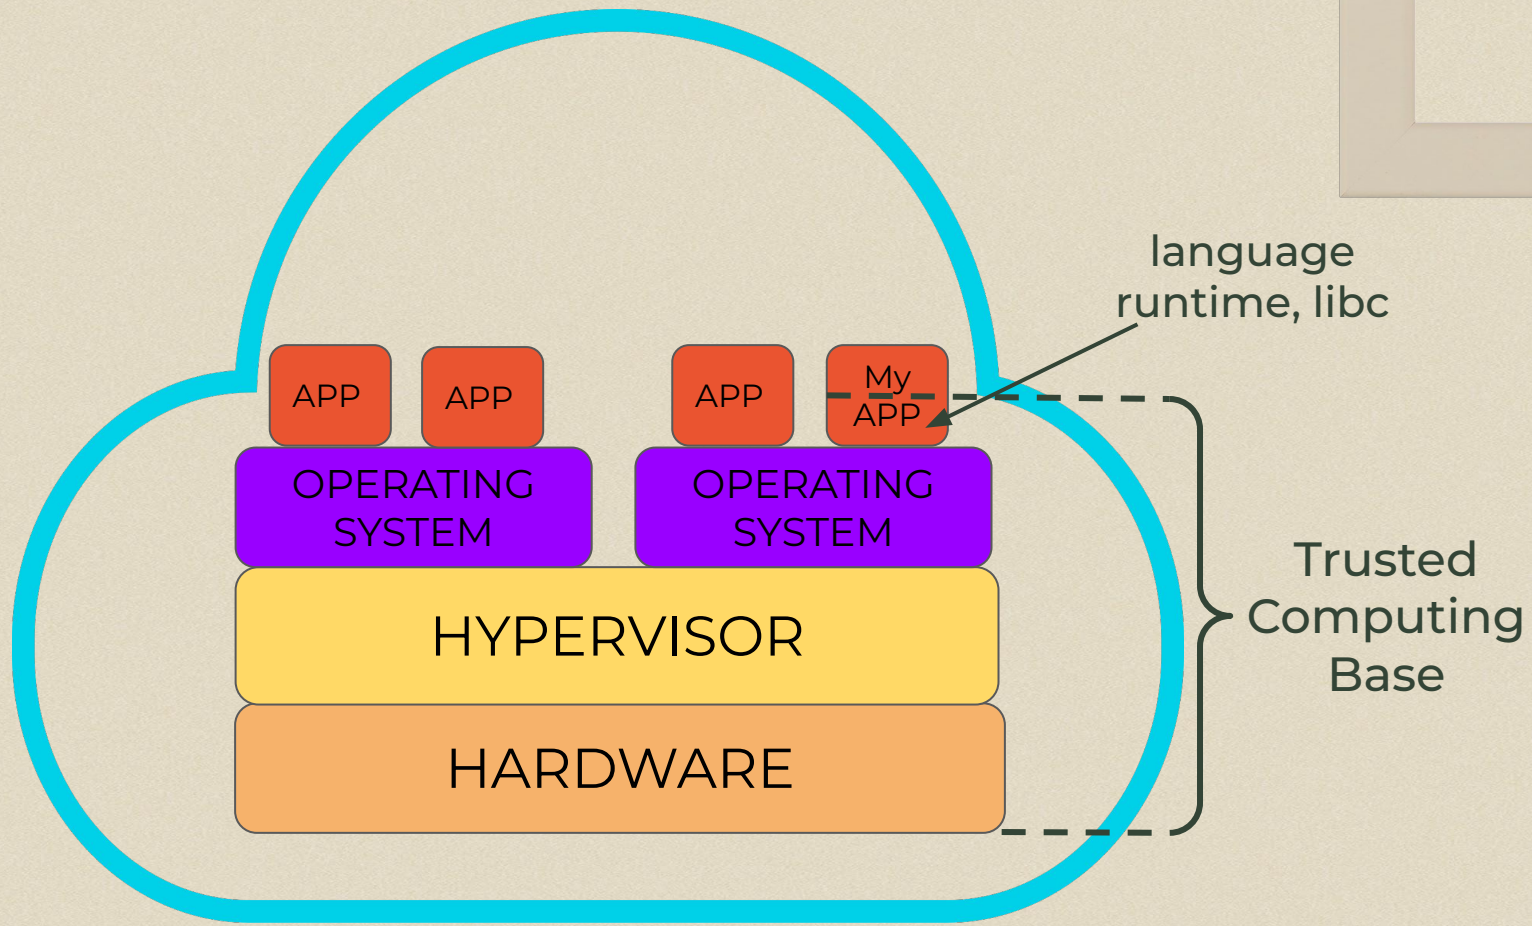 language
runtime, libc
APP
APP
APP
My
APP
OPERATING
SYSTEM
OPERATING
SYSTEM
HYPERVISOR
HARDWARE
Trusted
Computing
Base